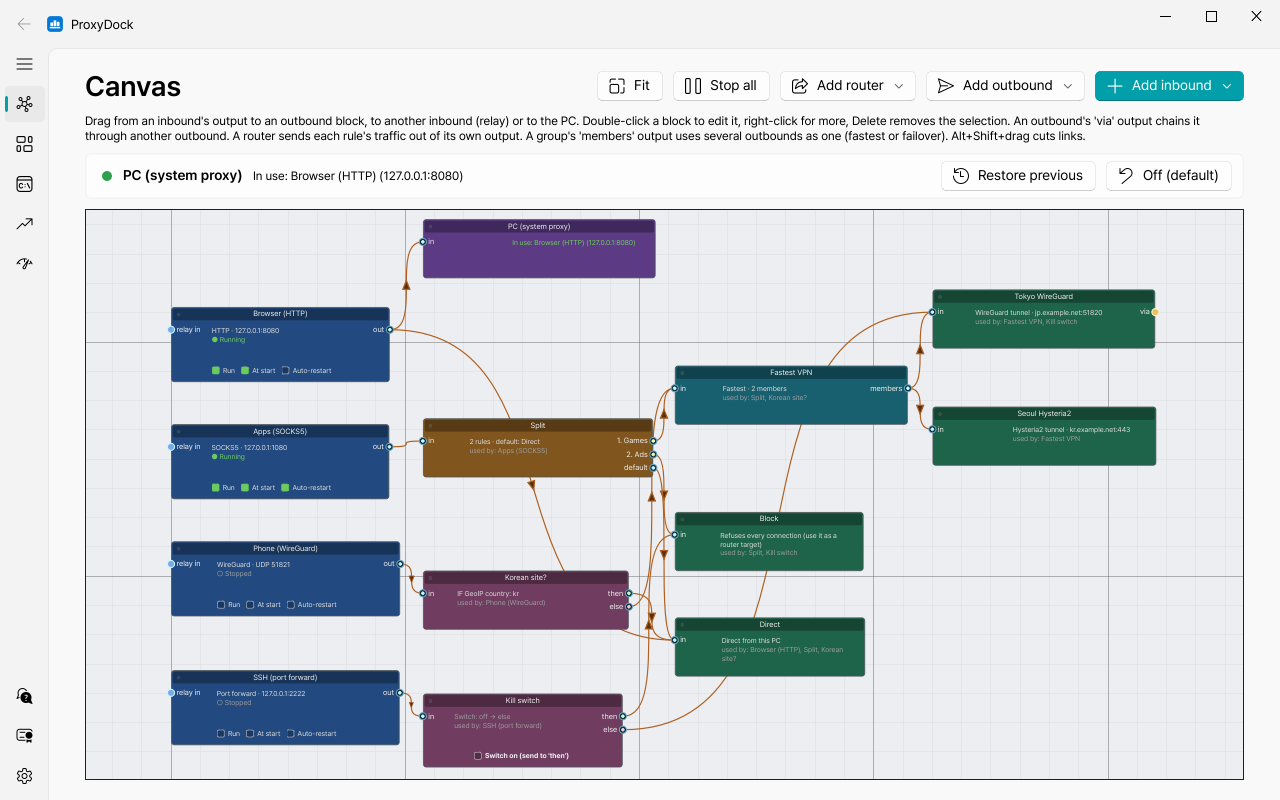 ProxyDock
Canvas
Fit
Stop all
Add router
Add outbound
Add inbound
Drag from an inbound's output to an outbound block, to another inbound (relay) or to the PC. Double-click a block to edit it, right-click for more, Delete removes the selection. An outbound's 'via' output chains it
through another outbound. A router sends each rule's traffic out of its own output. A group's 'members' output uses several outbounds as one (fastest or failover). Alt+Shift+drag cuts links.
PC (system proxy)
In use: Browser (HTTP) (127.0.0.1:8080)
Restore previous
Off (default)
PC (system proxy)
in
In use: Browser (HTTP) (127.0.0.1:8080)
Browser (HTTP)
relay in
HTTP · 127.0.0.1:8080
out
Running
Run
At start
Auto-restart
Tokyo WireGuard
in
WireGuard tunnel · jp.example.net:51820
via
used by: Fastest VPN, Kill switch
Fastest VPN
in
Fastest · 2 members
members
used by: Split, Korean site?
Seoul Hysteria2
in
Hysteria2 tunnel · kr.example.net:443
used by: Fastest VPN
Apps (SOCKS5)
relay in
SOCKS5 · 127.0.0.1:1080
out
Running
Run
At start
Auto-restart
Split
in
2 rules · default: Direct
used by: Apps (SOCKS5)
1. Games
2. Ads
default
Block
in
Refuses every connection (use it as a
router target)
used by: Split, Kill switch
Phone (WireGuard)
relay in
WireGuard · UDP 51821
out
Stopped
Run
At start
Auto-restart
Korean site?
in
IF GeoIP country: kr
used by: Phone (WireGuard)
then
else
Direct
in
Direct from this PC
used by: Browser (HTTP), Split, Korean
site?
SSH (port forward)
relay in
Port forward · 127.0.0.1:2222
out
Stopped
Run
At start
Auto-restart
Kill switch
in
Switch: off → else
used by: SSH (port forward)
then
else
Switch on (send to 'then')